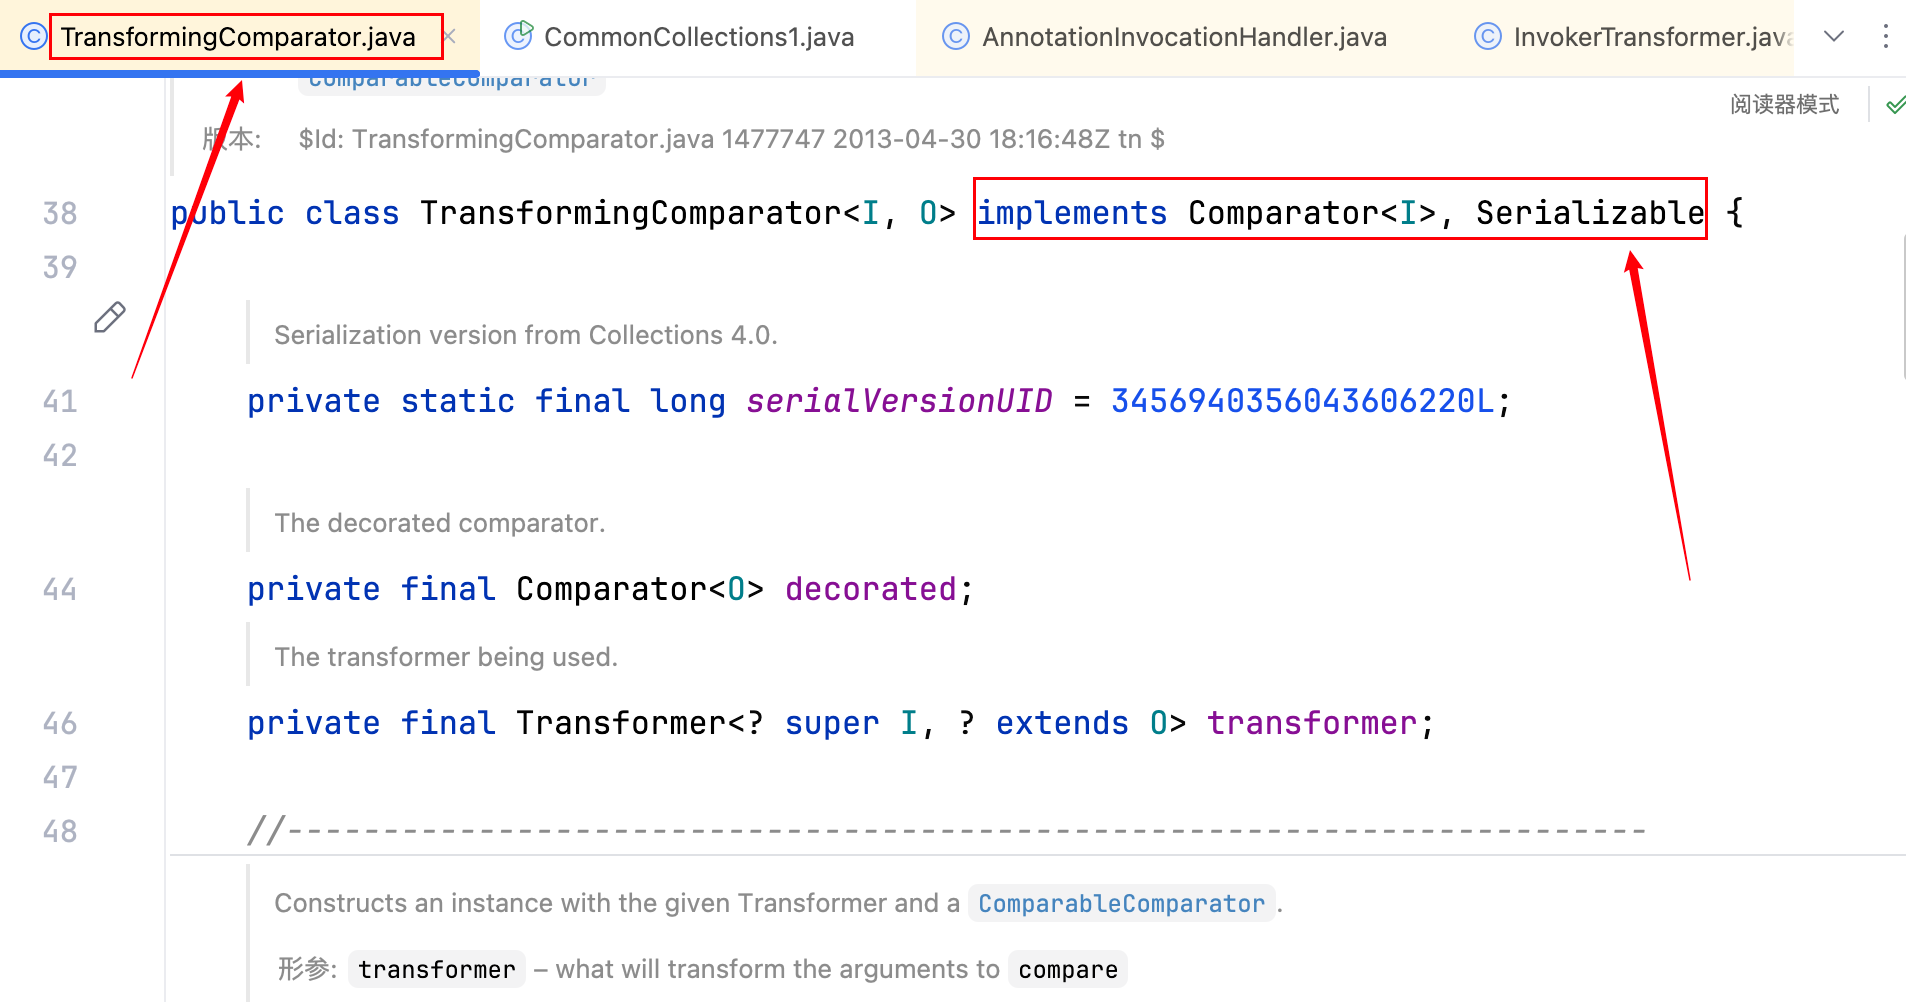 TransformingComparator.java CommonCollections1.java AnnotationInvocationHandler.java InvokerTransformer.java
ComparableComparator
阅读器模式
版本: $Id: TransformingComparator.java 1477747 2013-04-30 18:16:48Z tn $
38 public class TransformingComparator<I, O> implements Comparator<I>, Serializable {
39
Serialization version from Collections 4.0.
41 private static final long serialVersionUID = 3456940356043606220L;
42
The decorated comparator.
44 private final Comparator<O> decorated;
The transformer being used.
46 private final Transformer<? super I, ? extends O> transformer;
47
48 //-----------------------------------------------------------------------
Constructs an instance with the given Transformer and a ComparableComparator.
形参: transformer – what will transform the arguments to compare